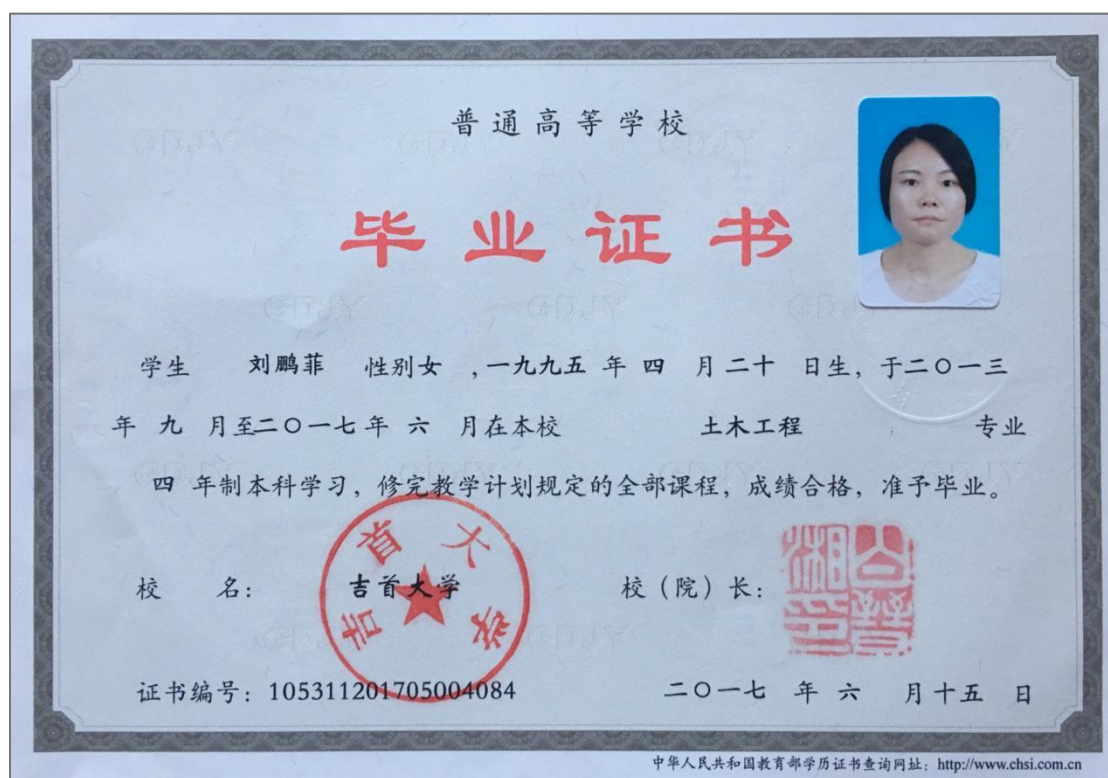 普通高等学校
毕业证书
学生 刘鹏菲 性别女 ,一九九五 年 四 月二十 日生，于二〇一三
年 九 月至二〇一七年 六 月在本校 土木工程 专业
四 年制本科学习，修完教学计划规定的全部课程，成绩合格，准予毕业。
校 名： 吉首大学 校（院）长：
吉首大学
证书编号：105311201705004084 二〇一七 年 六 月十五 日
中华人民共和国教育部学历证书查询网址：http://www.chsi.com.cn